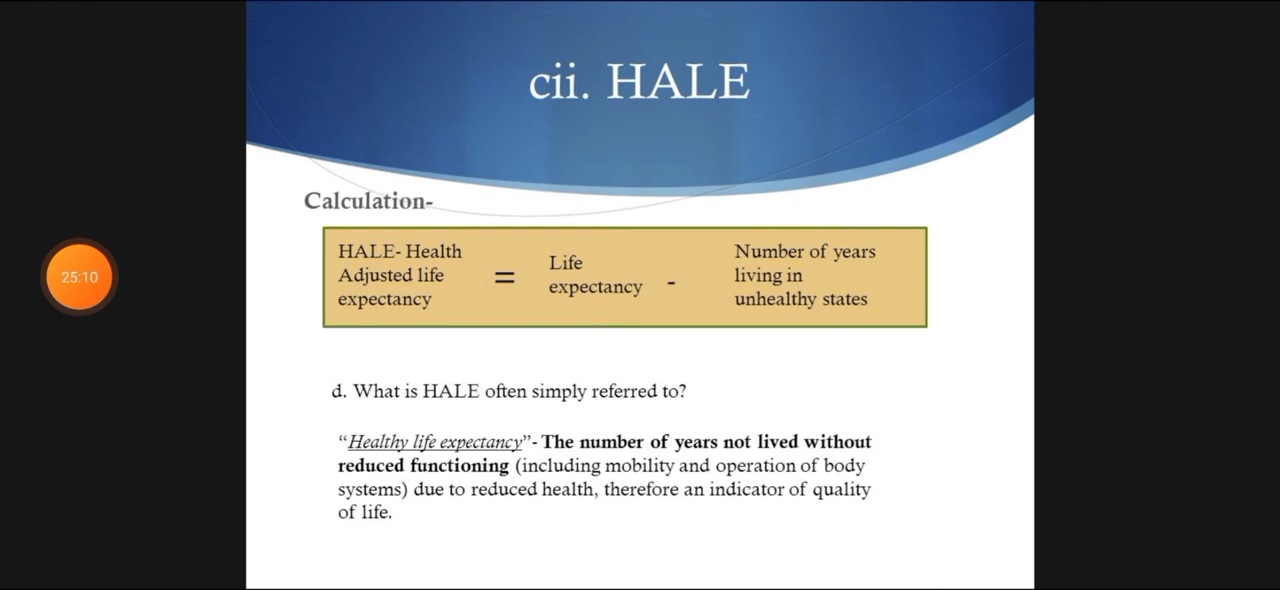 cii. HALE
Calculation-
HALE- Health
Adjusted life
expectancy
=
Life
expectancy
-
Number of years
living in
unhealthy states
25:10
d. What is HALE often simply referred to?
“Healthy life expectancy”- The number of years not lived without
reduced functioning (including mobility and operation of body
systems) due to reduced health, therefore an indicator of quality
of life.